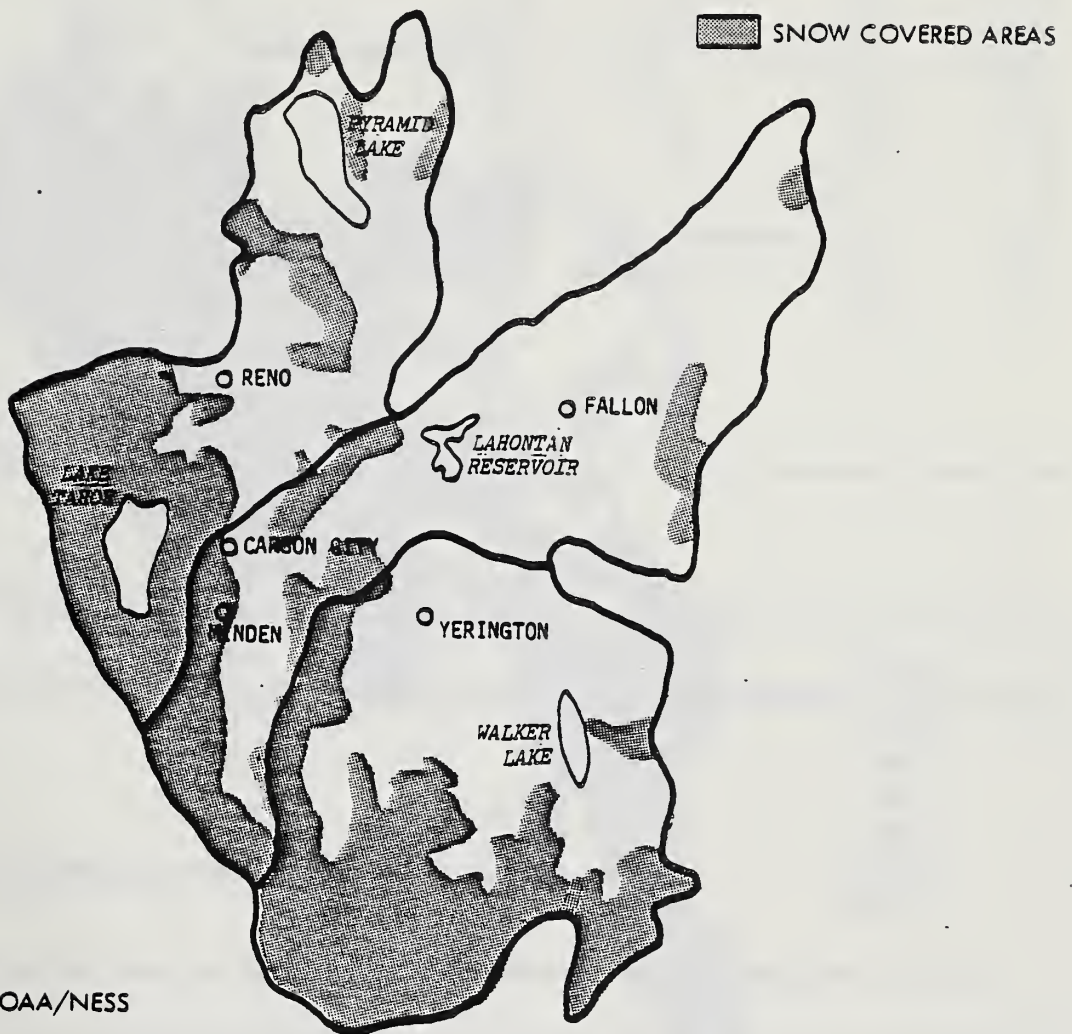 SNOW COVERED AREAS
PYRAMID
LAKE
RENO
FALLON
LAHONTAN
RESERVOIR
LAKE
TAHOE
CARSON CITY
MINDEN
YERINGTON
WALKER
LAKE
OAA/NESS